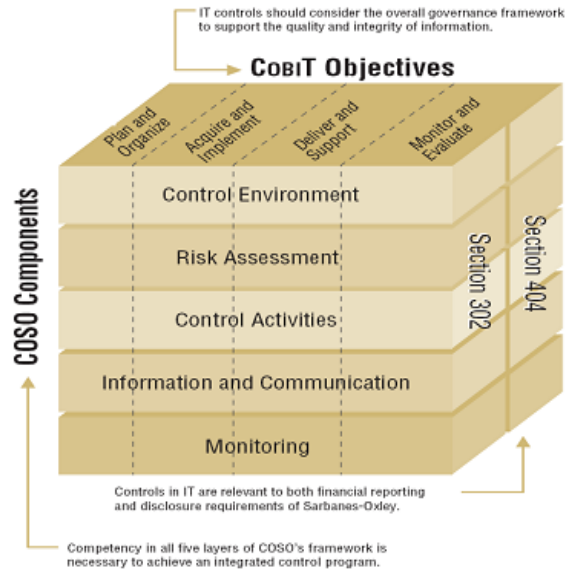 IT controls should consider the overall governance framework
to support the quality and integrity of information.
COBIT Objectives
Plan and
Organize
Acquire and
Implement
Deliver and
Support
Monitor and
Evaluate
COSO Components
Control Environment
Risk Assessment
Control Activities
Information and Communication
Monitoring
Section 302
Section 404
Controls in IT are relevant to both financial reporting
and disclosure requirements of Sarbanes-Oxley.
Competency in all five layers of COSO's framework is
necessary to achieve an integrated control program.